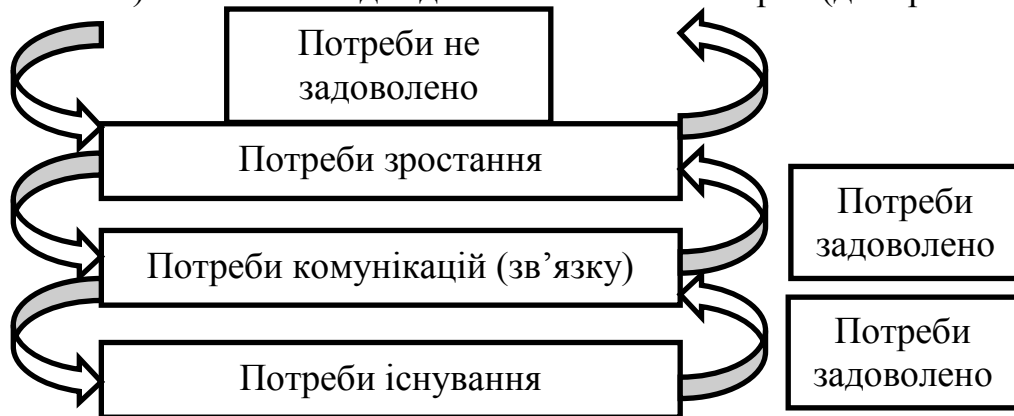 Потреби не
задоволено
Потреби зростання
Потреби
задоволено
Потреби комунікацій (зв’язку)
Потреби
задоволено
Потреби існування